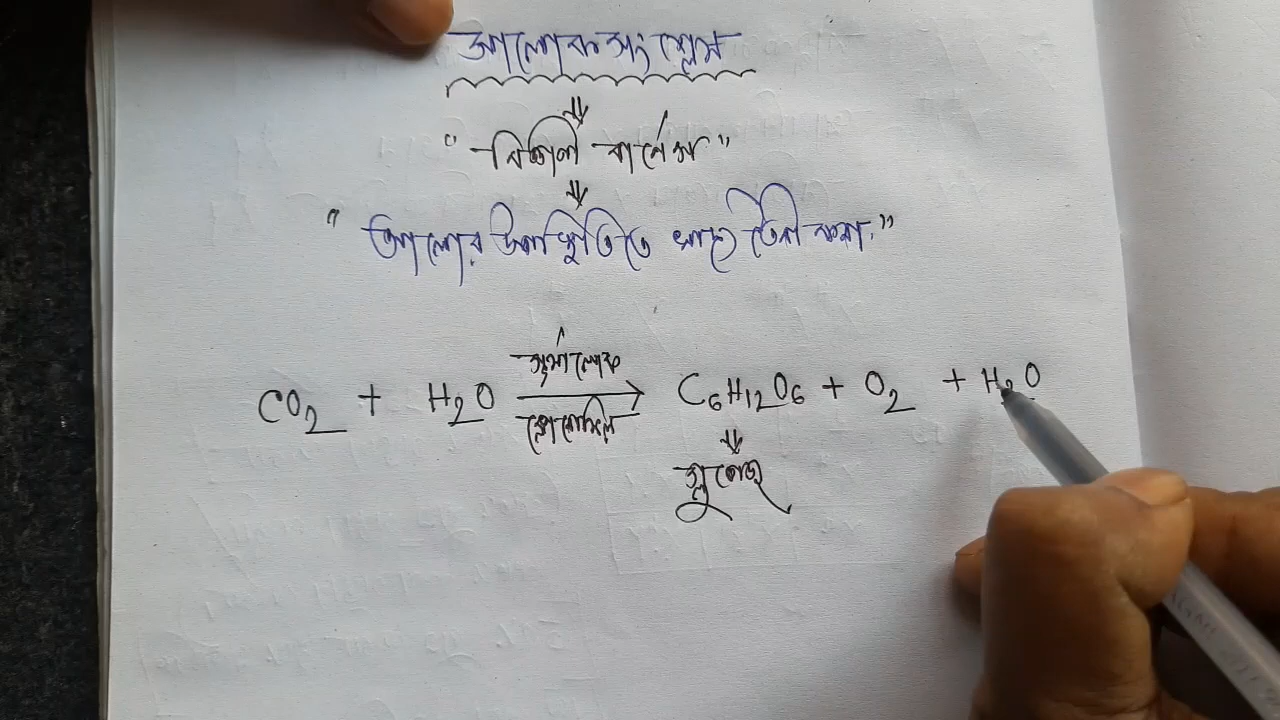 আলোকসংশ্লেষ
⇓
" বিজ্ঞানী বার্নেস "
⇓
" আলোর উপস্থিতিতে খাদ্য তৈরী করা। "
সূর্যালোক
CO₂ + H₂O → C₆H₁₂O₆ + O₂ + H₂O
ক্লোরোফিল
⇓
গ্লুকোজ